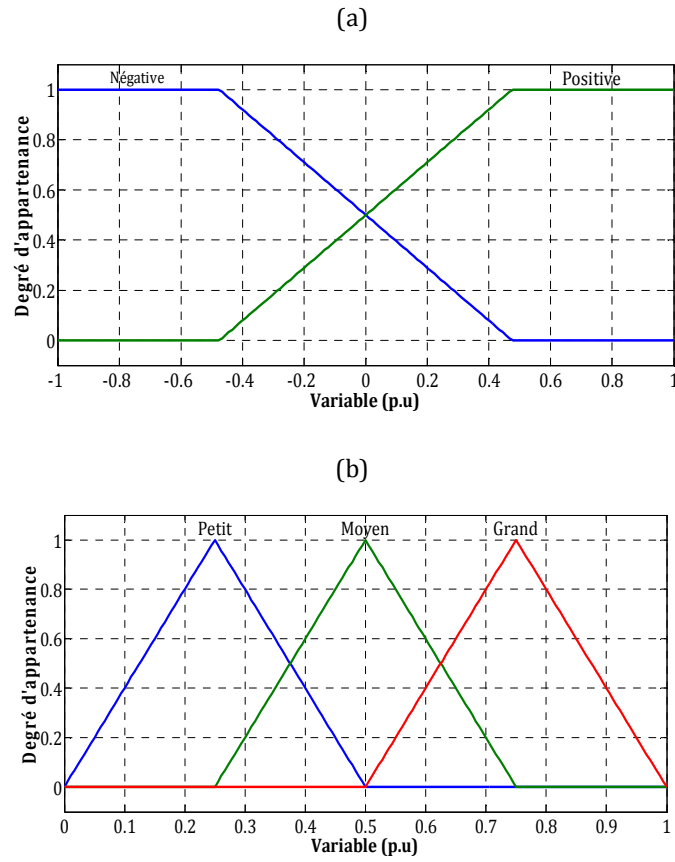 (a)
Négative
Positive
1
0.8
0.6
0.4
0.2
0
Degré d'appartenance
-1 -0.8 -0.6 -0.4 -0.2 0 0.2 0.4 0.6 0.8 1
Variable (p.u)
(b)
Petit Moyen Grand
1
0.8
0.6
0.4
0.2
0
Degré d'appartenance
0 0.1 0.2 0.3 0.4 0.5 0.6 0.7 0.8 0.9 1
Variable (p.u)